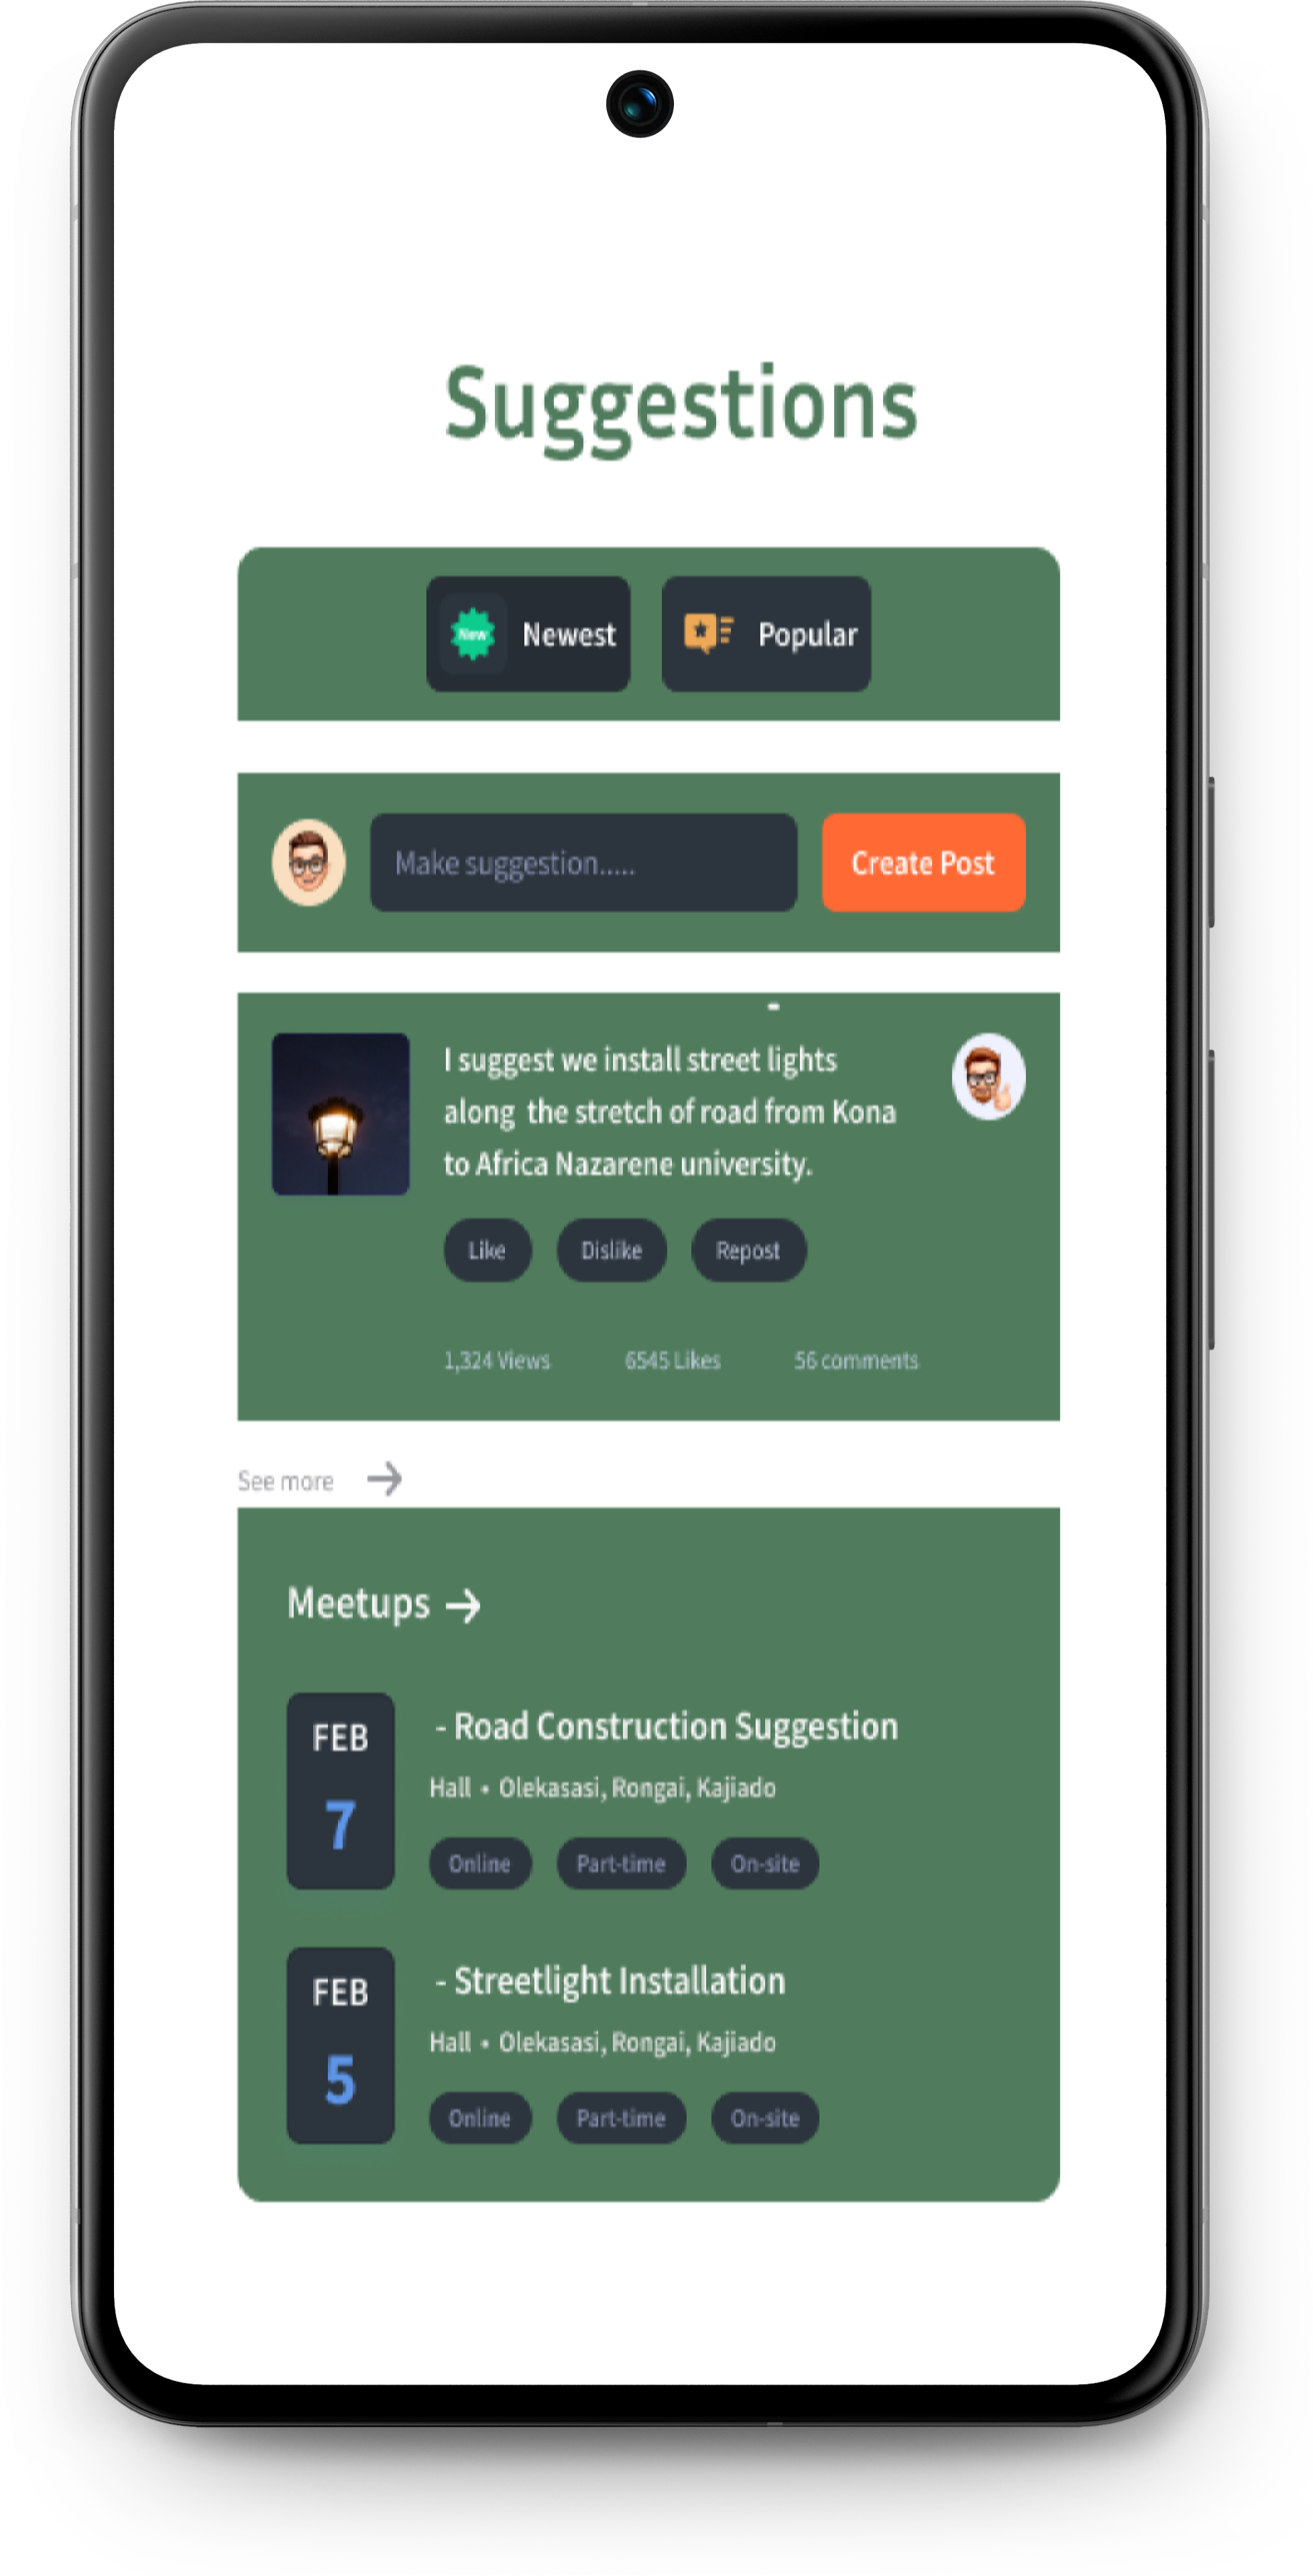 Suggestions
New
Newest
Popular
Make suggestion.....
Create Post
-
I suggest we install street lights
along the stretch of road from Kona
to Africa Nazarene university.
Like Dislike Repost
1,324 Views 6545 Likes 56 comments
See more →
Meetups →
FEB
7
- Road Construction Suggestion
Hall • Olekasasi, Rongai, Kajiado
Online Part-time On-site
FEB
5
- Streetlight Installation
Hall • Olekasasi, Rongai, Kajiado
Online Part-time On-site